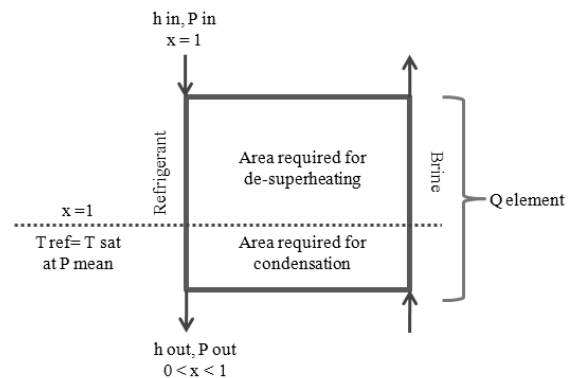 h in, P in
x = 1
Refrigerant
Area required for
de-superheating
Brine
Q element
x =1
T ref= T sat
at P mean
Area required for
condensation
h out, P out
0 < x < 1